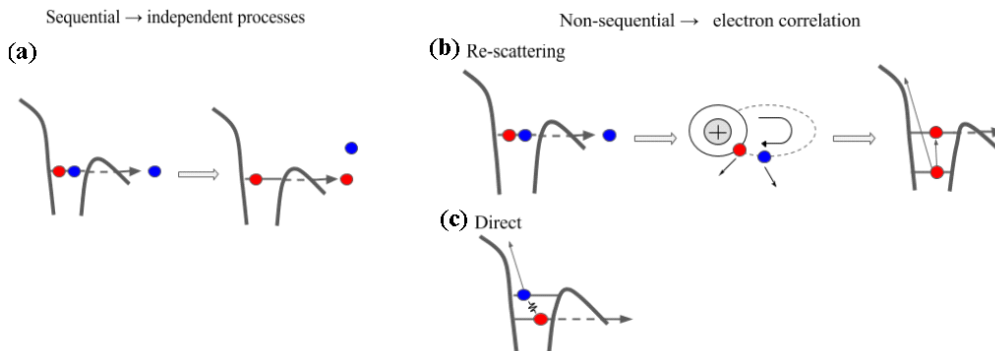 Sequential → independent processes
Non-sequential → electron correlation
(a)
(b) Re-scattering
+
(c) Direct